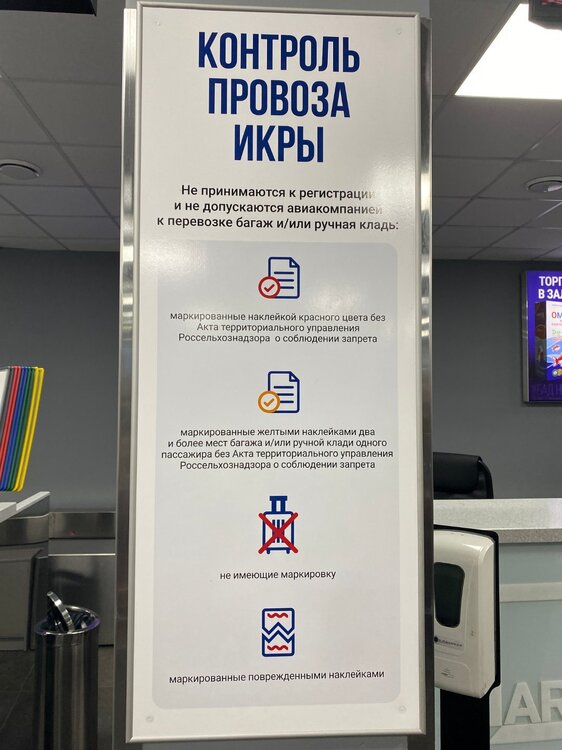 КОНТРОЛЬ
ПРОВОЗА
ИКРЫ
Не принимаются к регистрации
и не допускаются авиакомпанией
к перевозке багаж и/или ручная кладь:
маркированные наклейкой красного цвета без
Акта территориального управления
Россельхознадзора о соблюдении запрета
маркированные желтыми наклейками два
и более мест багажа и/или ручной клади одного
пассажира без Акта территориального управления
Россельхознадзора о соблюдении запрета
не имеющие маркировку
маркированные поврежденными наклейками